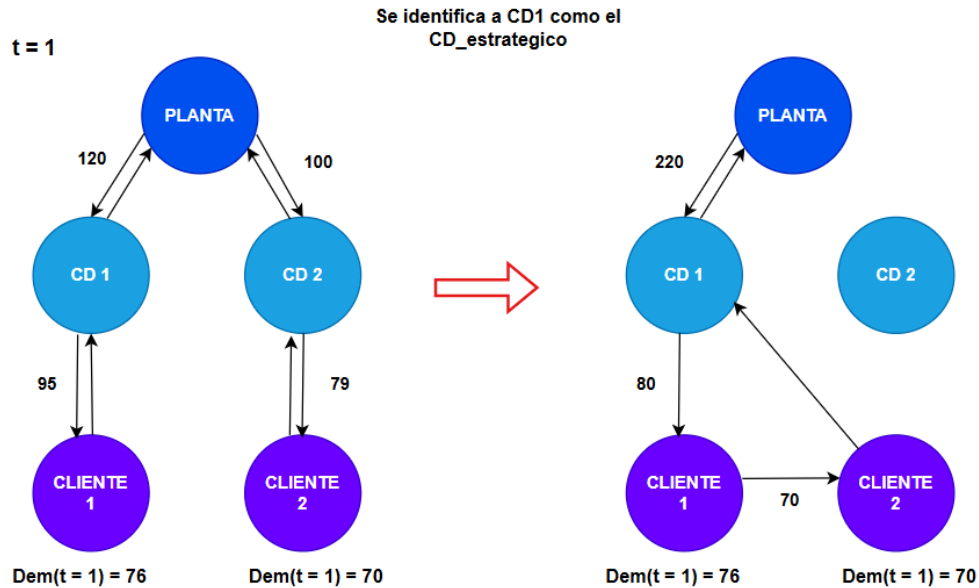 Se identifica a CD1 como el
CD_estrategico
t = 1
PLANTA
120
100
CD 1
CD 2
95
79
CLIENTE
1
CLIENTE
2
Dem(t = 1) = 76
Dem(t = 1) = 70
PLANTA
220
CD 1
CD 2
80
CLIENTE
1
70
CLIENTE
2
Dem(t = 1) = 76
Dem(t = 1) = 70